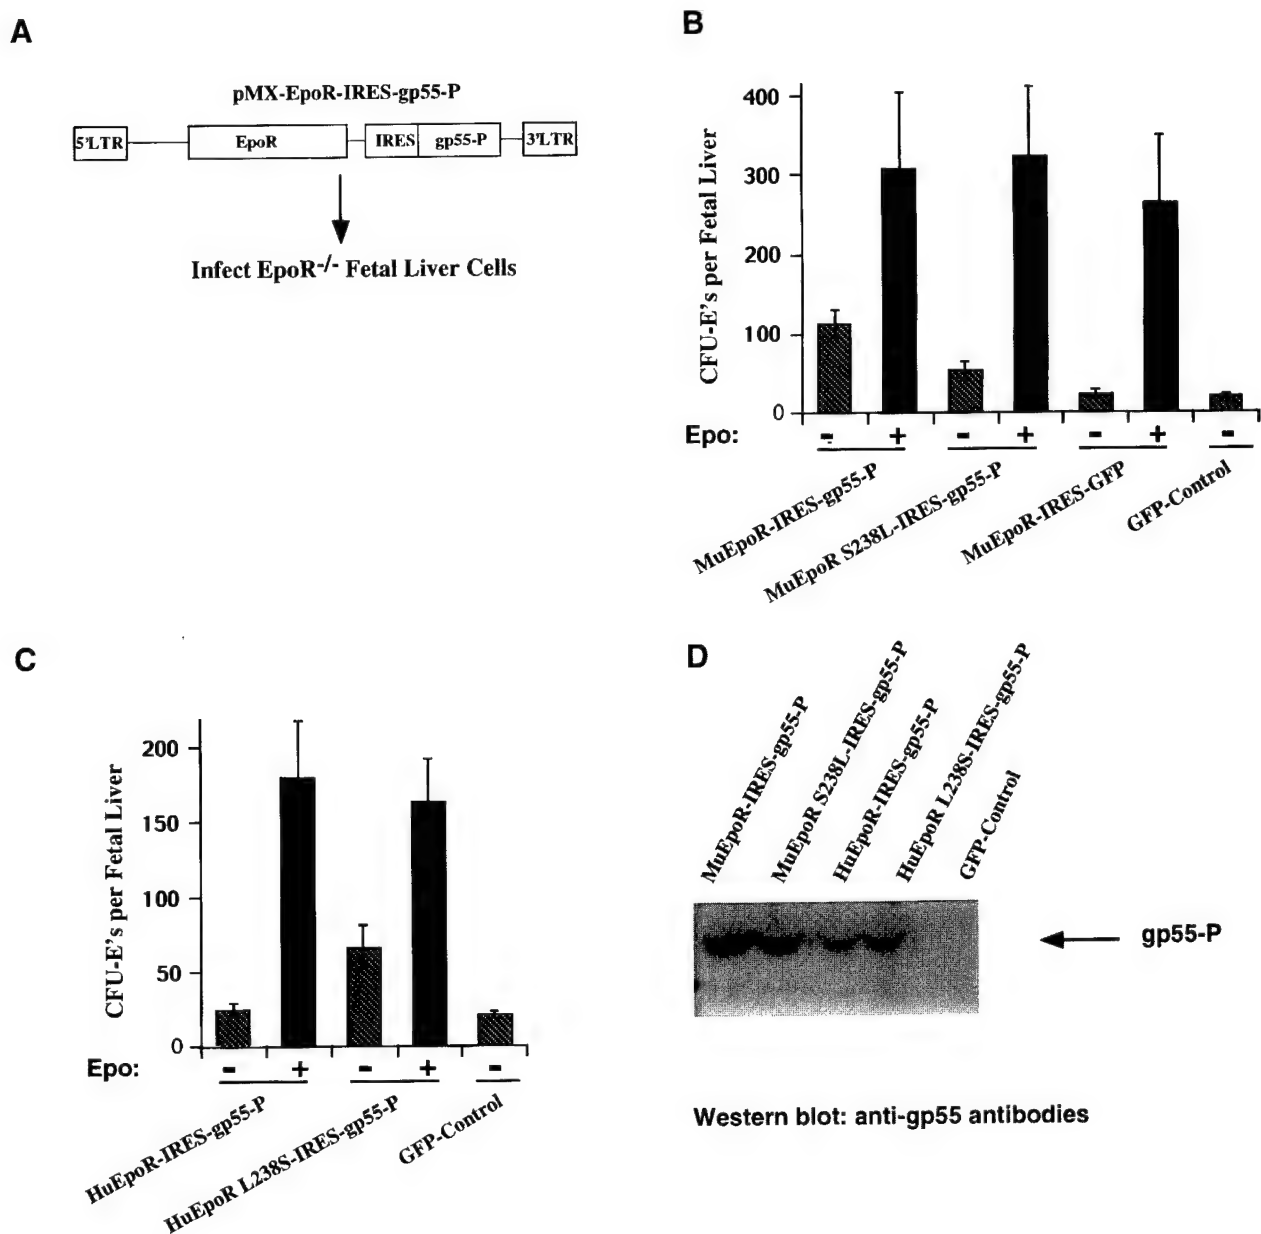 A
pMX-EpoR-IRES-gp55-P
5'LTR
EpoR
IRES
gp55-P
3'LTR
Infect EpoR-/- Fetal Liver Cells
B
CFU-E's per Fetal Liver
400
300
200
100
0
Epo:
- + - + - + -
MuEpoR-IRES-gp55-P
MuEpoR S238L-IRES-gp55-P
MuEpoR-IRES-GFP
GFP-Control
C
CFU-E's per Fetal Liver
200
150
100
50
0
Epo:
- + - + -
HuEpoR-IRES-gp55-P
HuEpoR L238S-IRES-gp55-P
GFP-Control
D
MuEpoR-IRES-gp55-P
MuEpoR S238L-IRES-gp55-P
HuEpoR-IRES-gp55-P
HuEpoR L238S-IRES-gp55-P
GFP-Control
gp55-P
Western blot: anti-gp55 antibodies